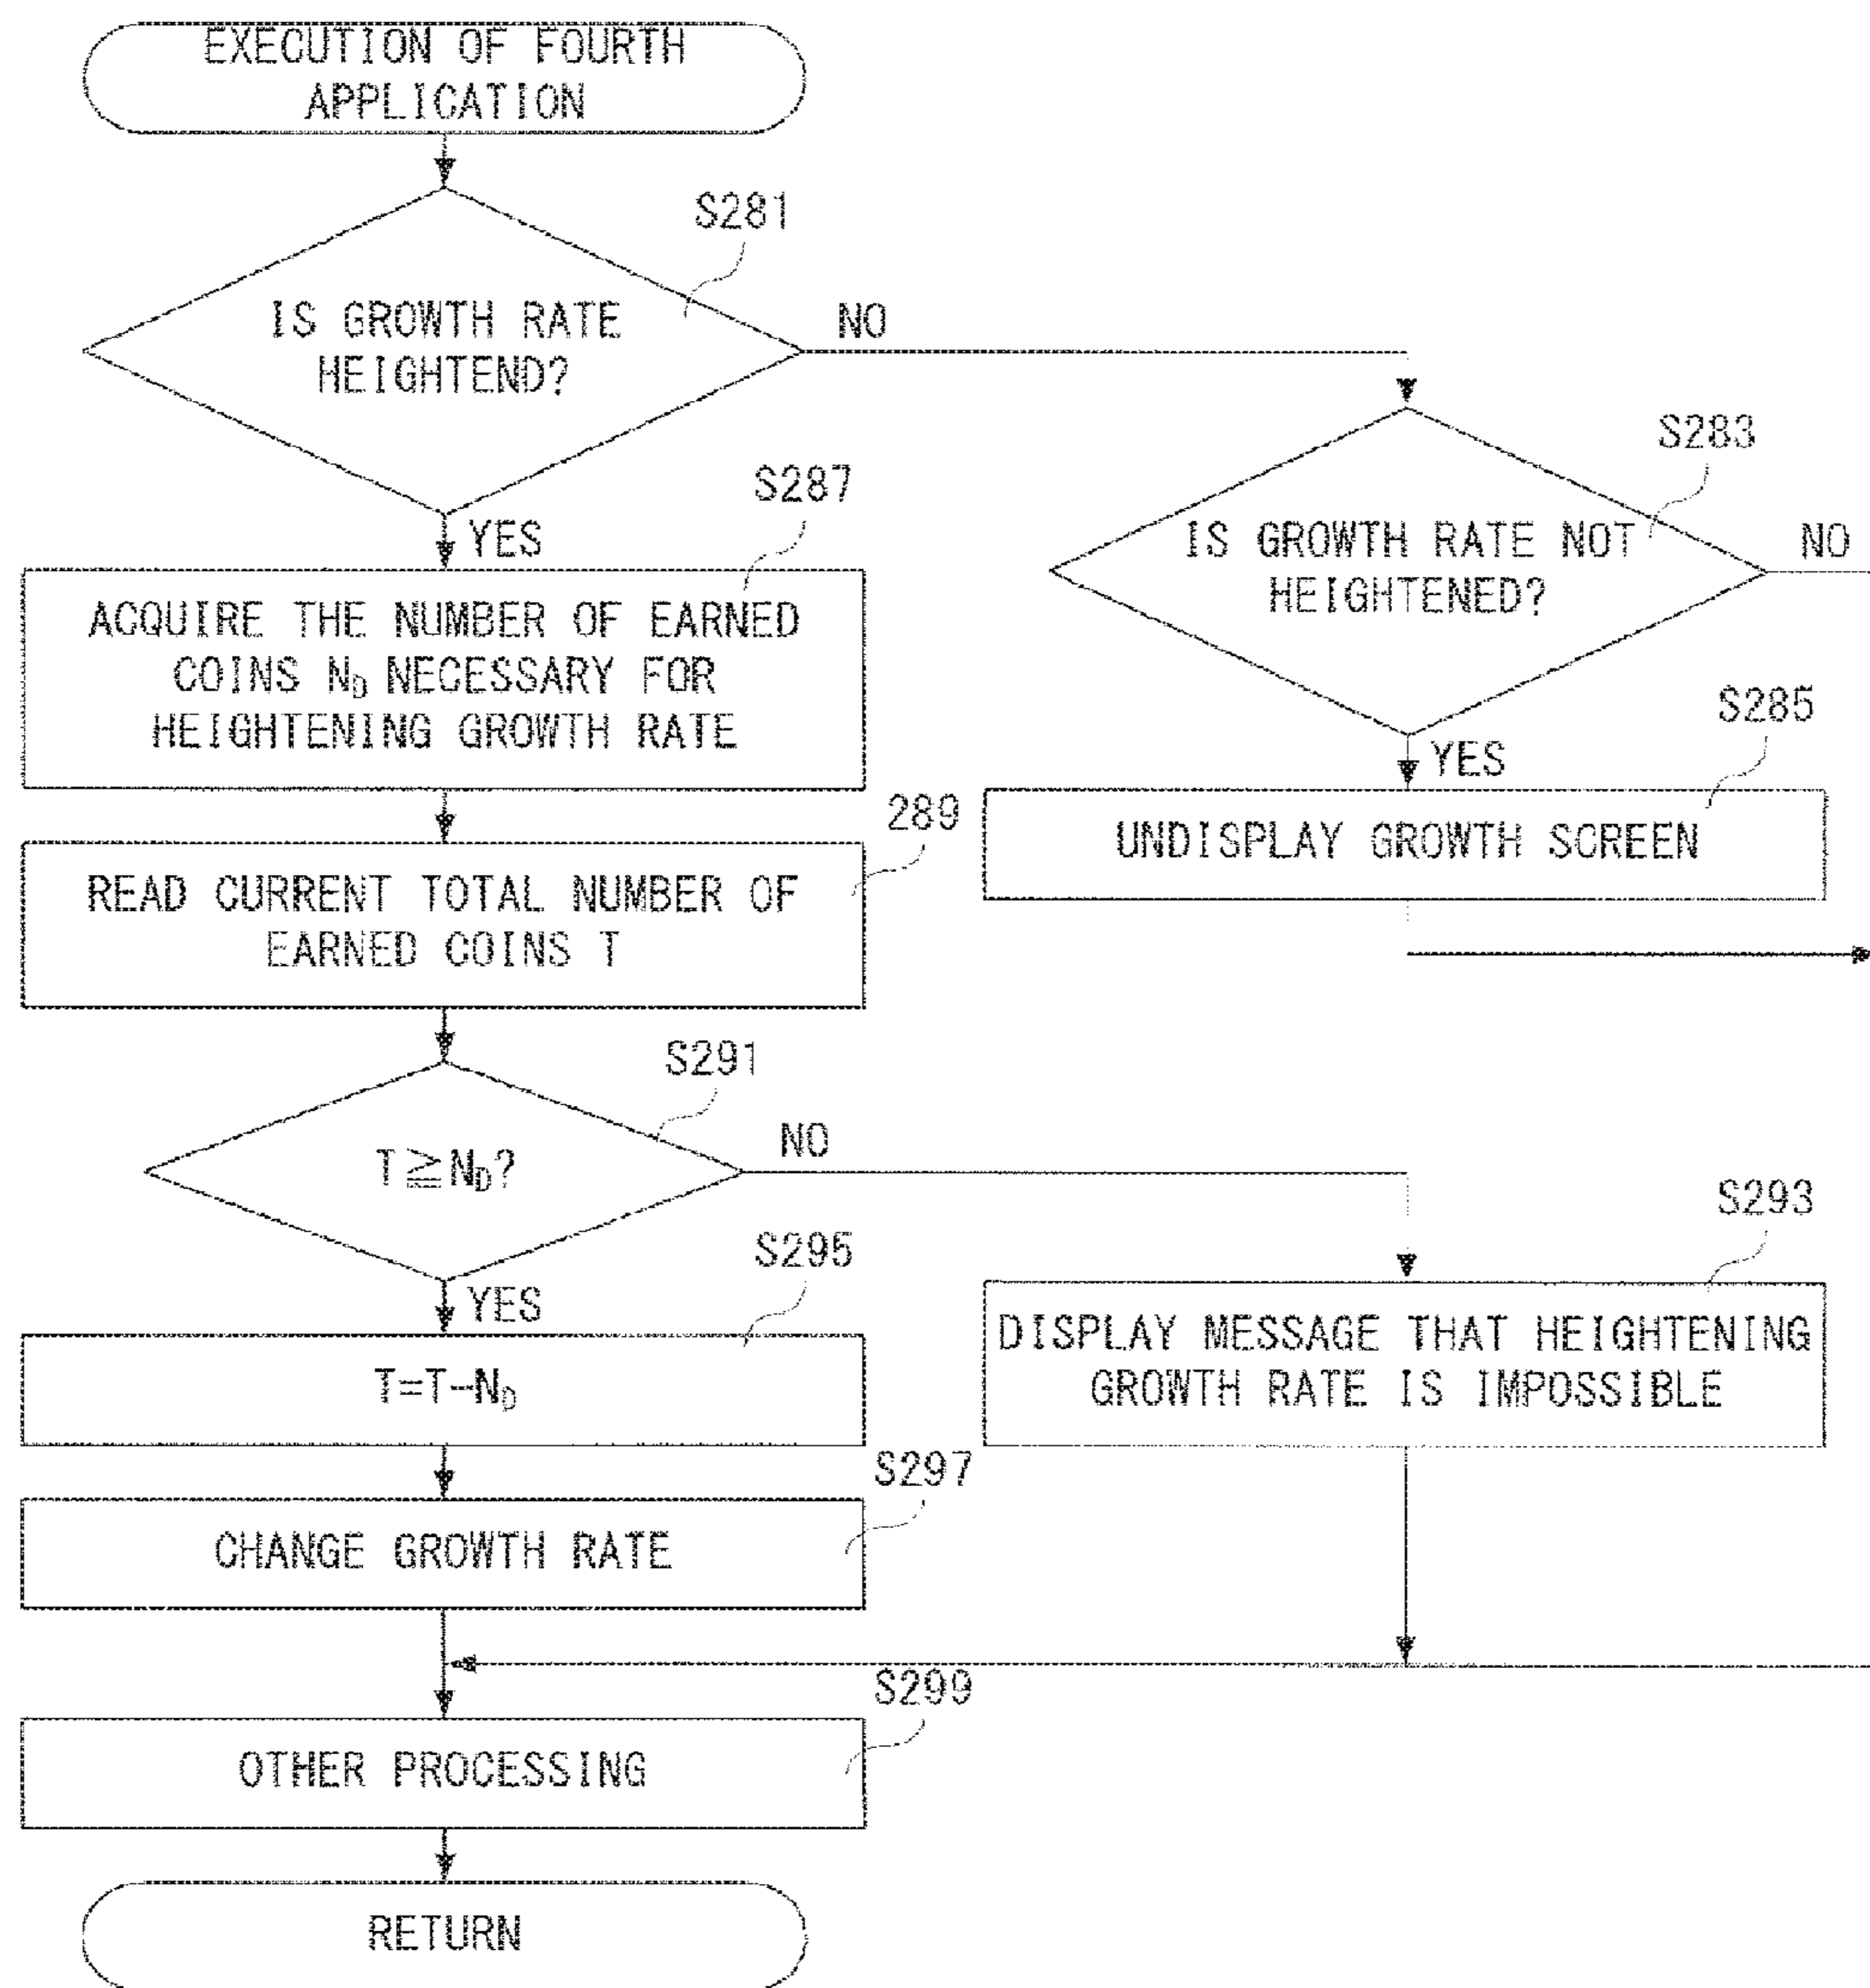 EXECUTION OF FOURTH
APPLICATION
S281
IS GROWTH RATE
HEIGHTEND?
NO
S283
IS GROWTH RATE NOT
HEIGHTENED?
NO
YES
S287
ACQUIRE THE NUMBER OF EARNED
COINS N_D NECESSARY FOR
HEIGHTENING GROWTH RATE
YES
S285
UNDISPLAY GROWTH SCREEN
289
READ CURRENT TOTAL NUMBER OF
EARNED COINS T
S291
T≧N_D?
NO
S293
DISPLAY MESSAGE THAT HEIGHTENING
GROWTH RATE IS IMPOSSIBLE
YES
S295
T=T-N_D
S297
CHANGE GROWTH RATE
S299
OTHER PROCESSING
RETURN